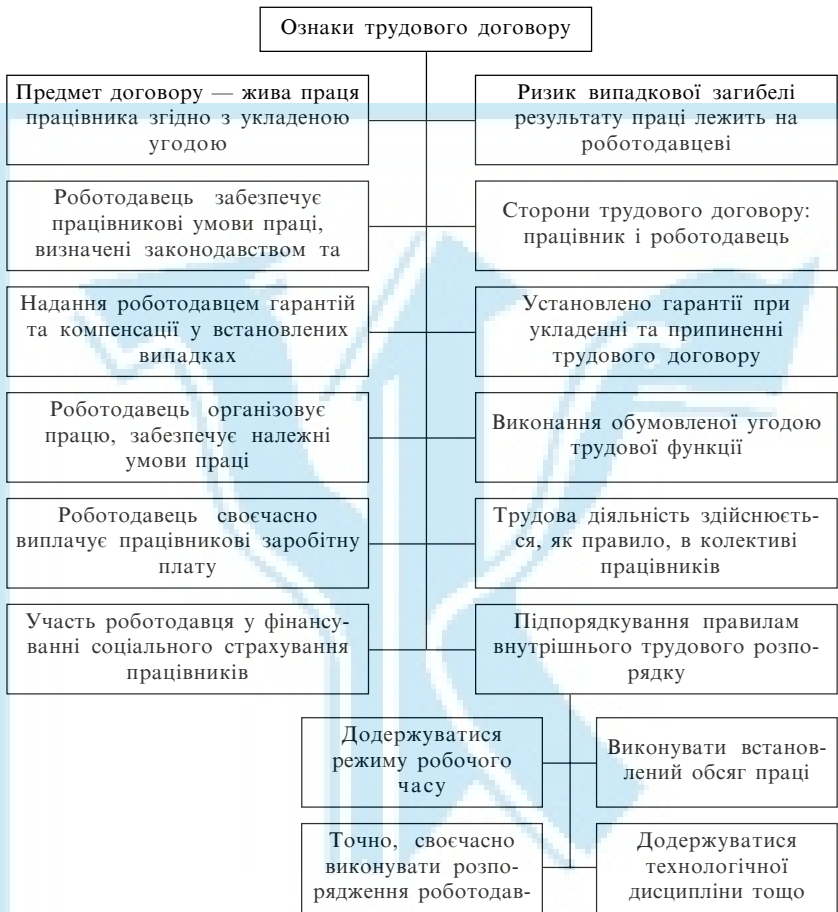 Ознаки трудового договору
Предмет договору — жива праця
працівника згідно з укладеною
угодою
Ризик випадкової загибелі
результату праці лежить на
роботодавцеві
Роботодавець забезпечує
працівникові умови праці,
визначені законодавством та
Сторони трудового договору:
працівник і роботодавець
Надання роботодавцем гарантій
та компенсації у встановлених
випадках
Установлено гарантії при
укладенні та припиненні
трудового договору
Роботодавець організовує
працю, забезпечує належні
умови праці
Виконання обумовленої угодою
трудової функції
Роботодавець своєчасно
виплачує працівникові заробітну
плату
Трудова діяльність здійснюєть-
ся, як правило, в колективі
працівників
Участь роботодавця у фінансу-
ванні соціального страхування
працівників
Підпорядкування правилам
внутрішнього трудового розпо-
рядку
Додержуватися
режиму робочого
часу
Виконувати встанов-
лений обсяг праці
Точно, своєчасно
виконувати розпо-
рядження роботодав-
Додержуватися
технологічної
дисципліни тощо